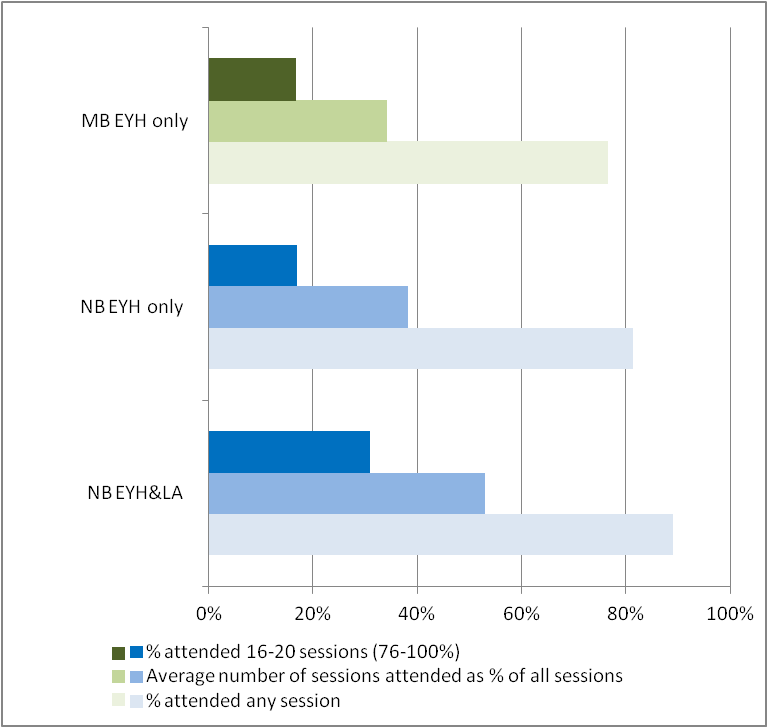 MB EYH only
NB EYH only
NB EYH&LA
0% 20% 40% 60% 80% 100%
% attended 16-20 sessions (76-100%)
Average number of sessions attended as % of all sessions
% attended any session